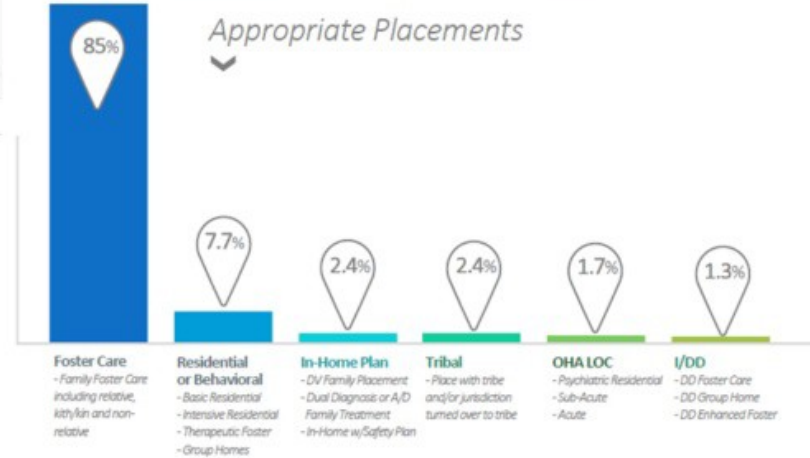 Appropriate Placements
85%
7.7%
2.4%
2.4%
1.7%
1.3%
Foster Care
- Family Foster Care
including relative,
kith/kin and non-
relative
Residential
or Behavioral
- Basic Residential
- Intensive Residential
- Therapeutic Foster
- Group Homes
In-Home Plan
- DV Family Placement
- Dual Diagnosis or A/D
Family Treatment
- In-Home w/Safety Plan
Tribal
- Place with tribe
and/or jurisdiction
turned over to tribe
OHA LOC
- Psychiatric Residential
- Sub-Acute
- Acute
I/DD
- DD Foster Care
- DD Group Home
- DD Enhanced Foster